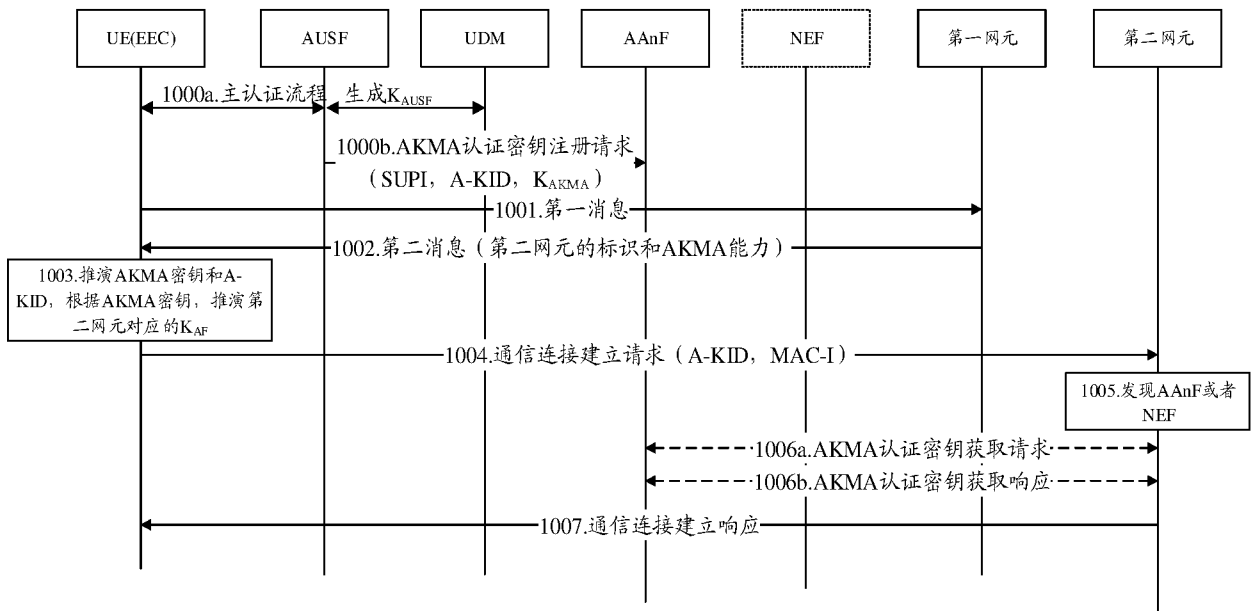 UE(EEC)
AUSF
UDM
AAnF
NEF
第一网元
第二网元
1000a.主认证流程
生成KAUSF
1000b.AKMA认证密钥注册请求
（SUPI，A-KID，KAKMA）
1001.第一消息
1002.第二消息（第二网元的标识和AKMA能力）
1003.推演AKMA密钥和A-
KID，根据AKMA密钥，推演第
二网元对应的KAF
1004.通信连接建立请求（A-KID，MAC-I）
1005.发现AAnF或者
NEF
1006a.AKMA认证密钥获取请求
1006b.AKMA认证密钥获取响应
1007.通信连接建立响应